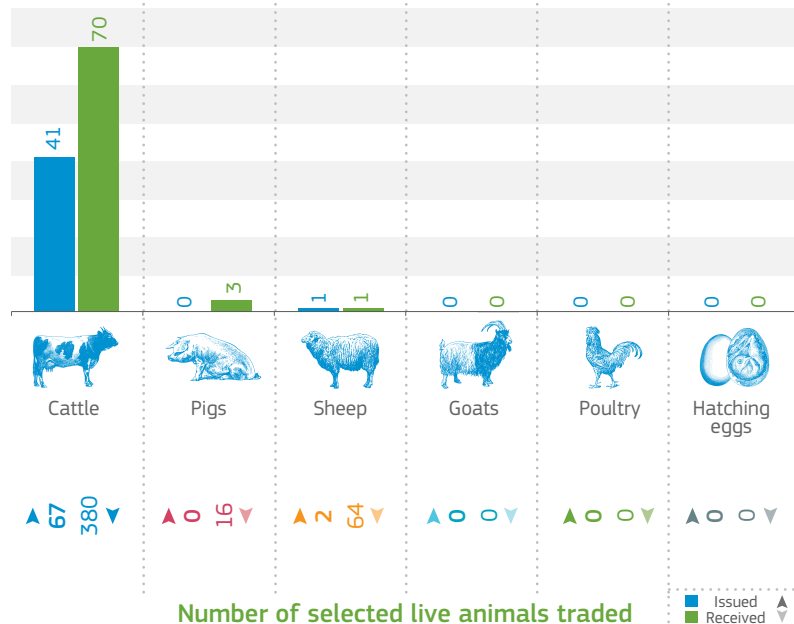 41
70
0
3
1
1
0
0
0
0
0
0
Cattle
Pigs
Sheep
Goats
Poultry
Hatching
eggs
67
380
0
16
2
64
0
0
0
0
0
0
Number of selected live animals traded
Issued
Received